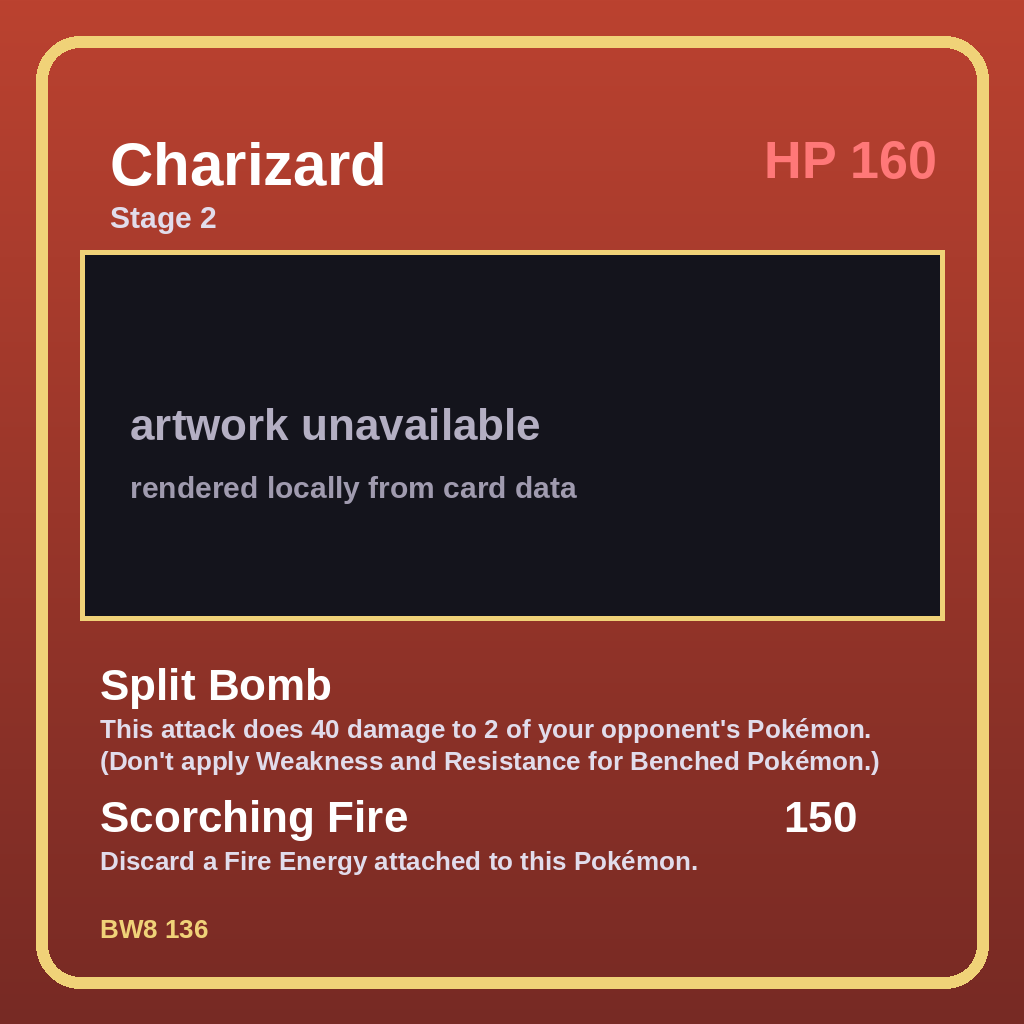 Charizard
HP 160
Stage 2
artwork unavailable
rendered locally from card data
Split Bomb
This attack does 40 damage to 2 of your opponent's Pokémon.
(Don't apply Weakness and Resistance for Benched Pokémon.)
Scorching Fire 150
Discard a Fire Energy attached to this Pokémon.
BW8 136